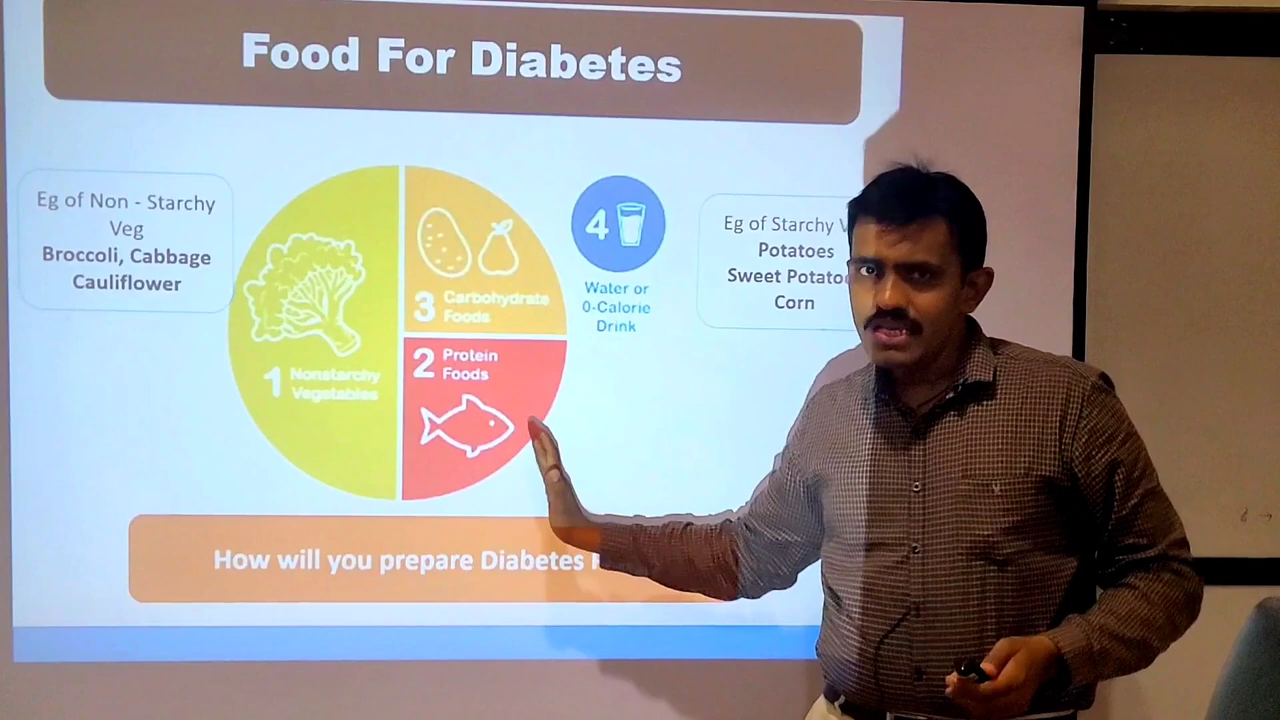 Food For Diabetes
Eg of Non - Starchy
Veg
Broccoli, Cabbage
Cauliflower
1 Nonstarchy
Vegetables
3 Carbohydrate
Foods
2 Protein
Foods
4
Water or
0-Calorie
Drink
Eg of Starchy
Potatoes
Sweet
Corn
How will you prepare Diabetes